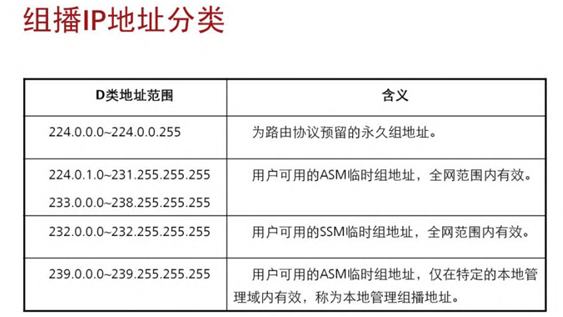 组播IP地址分类
D类地址范围 含义
224.0.0.0~224.0.0.255 为路由协议预留的永久组地址。
224.0.1.0~231.255.255.255 用户可用的ASM临时组地址，全网范围内有效。
233.0.0.0~238.255.255.255
232.0.0.0~232.255.255.255 用户可用的SSM临时组地址，全网范围内有效。
239.0.0.0~239.255.255.255 用户可用的ASM临时组地址，仅在特定的本地管
理域内有效，称为本地管理组播地址。